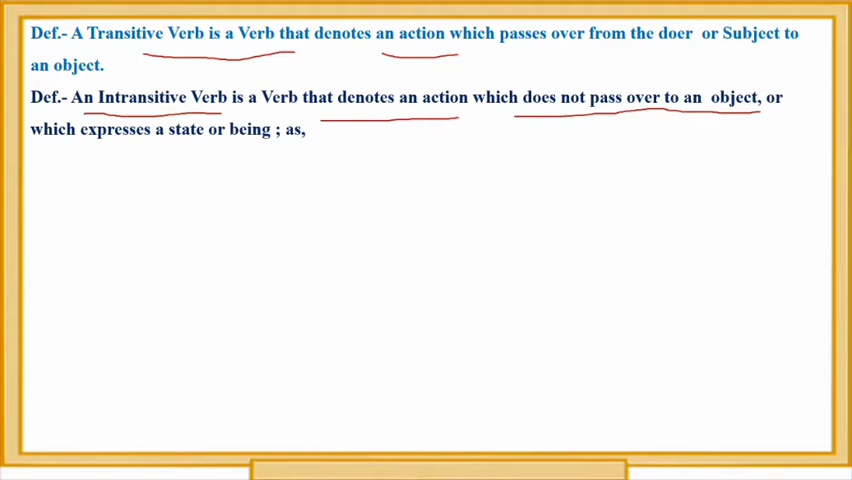 Def.- A Transitive Verb is a Verb that denotes an action which passes over from the doer or Subject to
an object.
Def.- An Intransitive Verb is a Verb that denotes an action which does not pass over to an object, or
which expresses a state or being ; as,